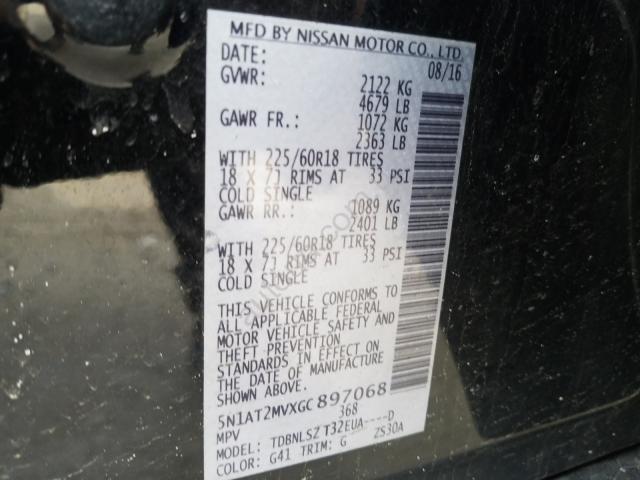 MFD BY NISSAN MOTOR CO., LTD.
DATE: 08/16
GVWR: 2122 KG
4679 LB
GAWR FR.: 1072 KG
2363 LB
WITH 225/60R18 TIRES
18 X 7J RIMS AT 33 PSI
COLD SINGLE
GAWR RR.: 1089 KG
2401 LB
WITH 225/60R18 TIRES
18 X 7J RIMS AT 33 PSI
COLD SINGLE
THIS VEHICLE CONFORMS TO
ALL APPLICABLE FEDERAL
MOTOR VEHICLE SAFETY AND
THEFT PREVENTION
STANDARDS IN EFFECT ON
THE DATE OF MANUFACTURE
SHOWN ABOVE.
5N1AT2MVXGC897068
MPV 368
MODEL: TDBNLSZ T32EUA----D
COLOR: G41 TRIM: G ZS30A